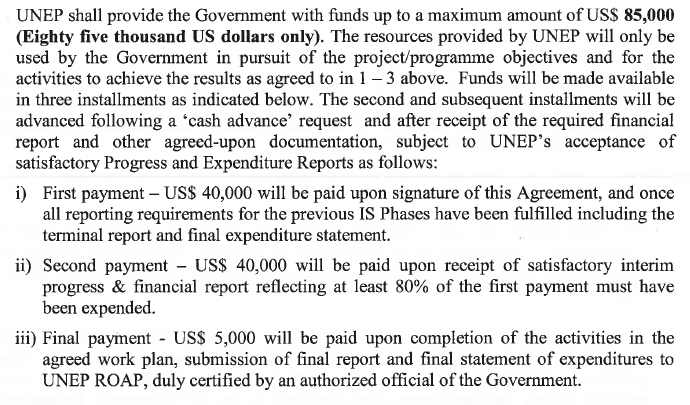 UNEP shall provide the Government with funds up to a maximum amount of US$ 85,000
(Eighty five thousand US dollars only). The resources provided by UNEP will only be
used by the Government in pursuit of the project/programme objectives and for the
activities to achieve the results as agreed to in 1 – 3 above. Funds will be made available
in three installments as indicated below. The second and subsequent installments will be
advanced following a ‘cash advance’ request and after receipt of the required financial
report and other agreed-upon documentation, subject to UNEP’s acceptance of
satisfactory Progress and Expenditure Reports as follows:
i) First payment – US$ 40,000 will be paid upon signature of this Agreement, and once
all reporting requirements for the previous IS Phases have been fulfilled including the
terminal report and final expenditure statement.
ii) Second payment – US$ 40,000 will be paid upon receipt of satisfactory interim
progress & financial report reflecting at least 80% of the first payment must have
been expended.
iii) Final payment - US$ 5,000 will be paid upon completion of the activities in the
agreed work plan, submission of final report and final statement of expenditures to
UNEP ROAP, duly certified by an authorized official of the Government.